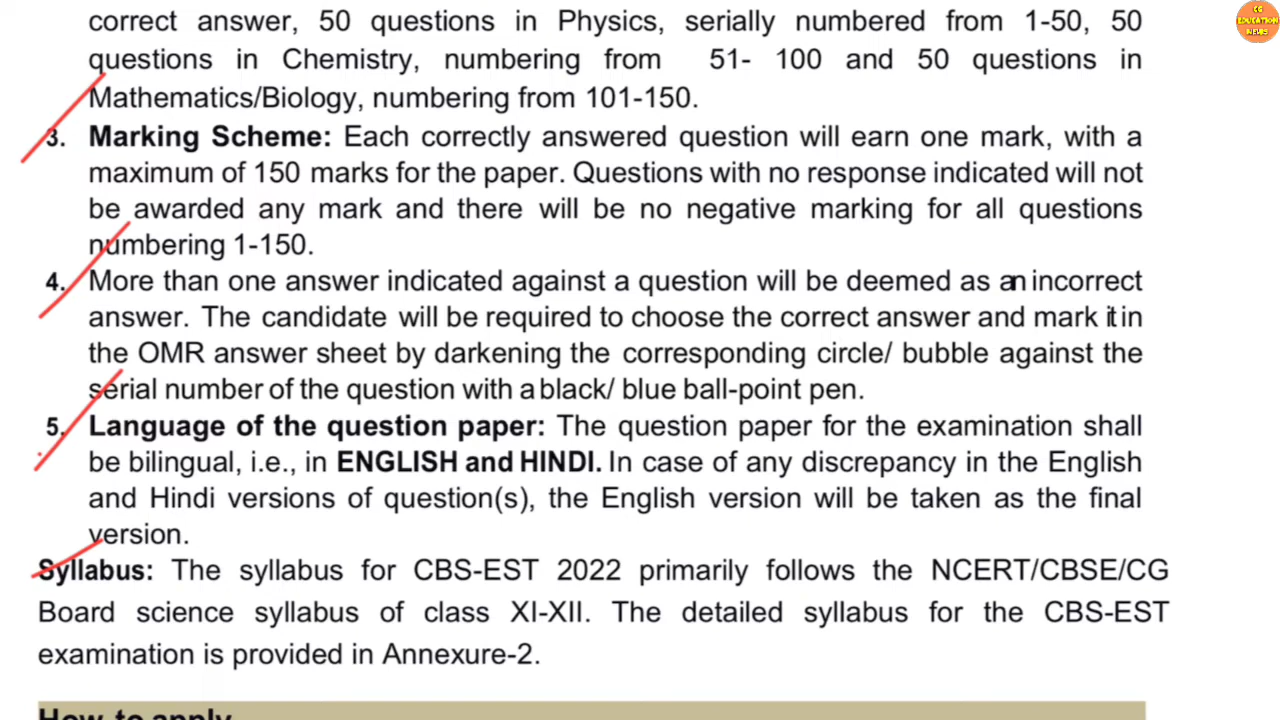 CG
EDUCATION
NEWS
correct answer, 50 questions in Physics, serially numbered from 1-50, 50
questions in Chemistry, numbering from 51- 100 and 50 questions in
Mathematics/Biology, numbering from 101-150.
3. Marking Scheme: Each correctly answered question will earn one mark, with a
maximum of 150 marks for the paper. Questions with no response indicated will not
be awarded any mark and there will be no negative marking for all questions
numbering 1-150.
4. More than one answer indicated against a question will be deemed as an incorrect
answer. The candidate will be required to choose the correct answer and mark it in
the OMR answer sheet by darkening the corresponding circle/ bubble against the
serial number of the question with a black/ blue ball-point pen.
5. Language of the question paper: The question paper for the examination shall
be bilingual, i.e., in ENGLISH and HINDI. In case of any discrepancy in the English
and Hindi versions of question(s), the English version will be taken as the final
version.
Syllabus: The syllabus for CBS-EST 2022 primarily follows the NCERT/CBSE/CG
Board science syllabus of class XI-XII. The detailed syllabus for the CBS-EST
examination is provided in Annexure-2.
How to apply